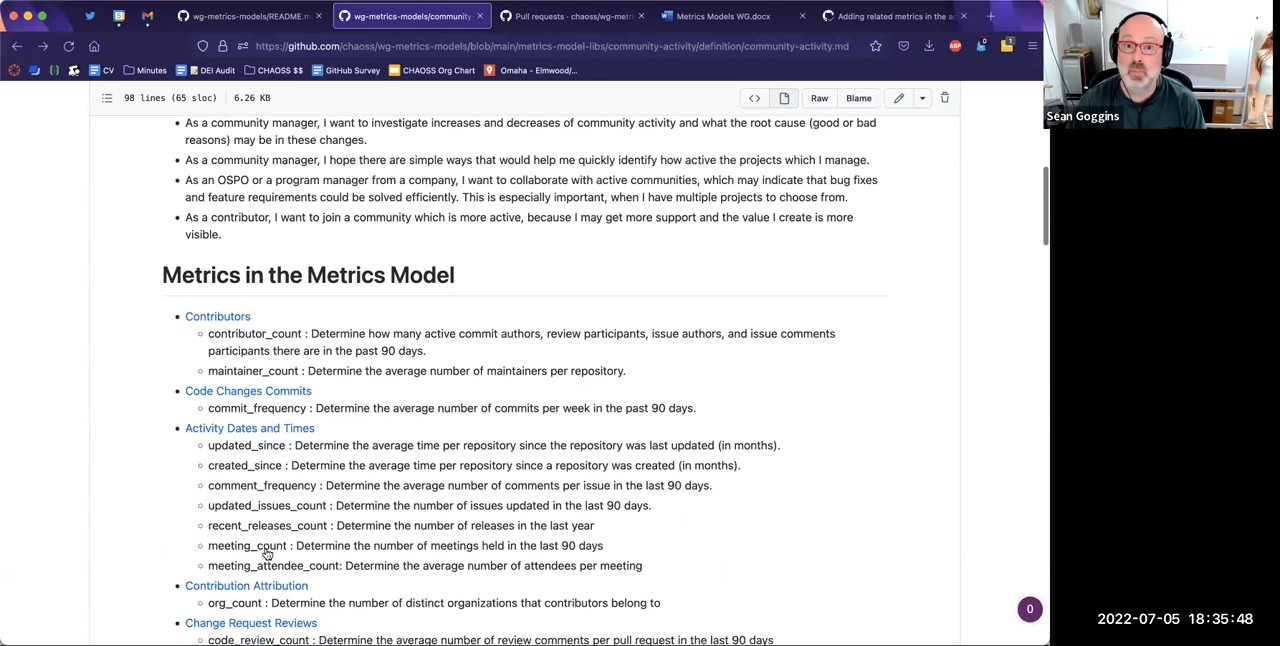 wg-metrics-models/README.m
wg-metrics-models/community
Pull requests · chaoss/wg-metri
Metrics Models WG.docx
Adding related metrics in the a
https://github.com/chaoss/wg-metrics-models/blob/main/metrics-model-libs/community-activity/definition/community-activity.md
CV
Minutes
DEI Audit
CHAOSS $$
GitHub Survey
CHAOSS Org Chart
Omaha - Elmwood/...
98 lines (65 sloc) 6.26 KB
Raw
Blame
• As a community manager, I want to investigate increases and decreases of community activity and what the root cause (good or bad
reasons) may be in these changes.
• As a community manager, I hope there are simple ways that would help me quickly identify how active the projects which I manage.
• As an OSPO or a program manager from a company, I want to collaborate with active communities, which may indicate that bug fixes
and feature requirements could be solved efficiently. This is especially important, when I have multiple projects to choose from.
• As a contributor, I want to join a community which is more active, because I may get more support and the value I create is more
visible.
Metrics in the Metrics Model
• Contributors
◦ contributor_count : Determine how many active commit authors, review participants, issue authors, and issue comments
participants there are in the past 90 days.
◦ maintainer_count : Determine the average number of maintainers per repository.
• Code Changes Commits
◦ commit_frequency : Determine the average number of commits per week in the past 90 days.
• Activity Dates and Times
◦ updated_since : Determine the average time per repository since the repository was last updated (in months).
◦ created_since : Determine the average time per repository since a repository was created (in months).
◦ comment_frequency : Determine the average number of comments per issue in the last 90 days.
◦ updated_issues_count : Determine the number of issues updated in the last 90 days.
◦ recent_releases_count : Determine the number of releases in the last year
◦ meeting_count : Determine the number of meetings held in the last 90 days
◦ meeting_attendee_count: Determine the average number of attendees per meeting
• Contribution Attribution
◦ org_count : Determine the number of distinct organizations that contributors belong to
• Change Request Reviews
◦ code_review_count : Determine the average number of review comments per pull request in the last 90 days
0
Sean Goggins
2022-07-05 18:35:48